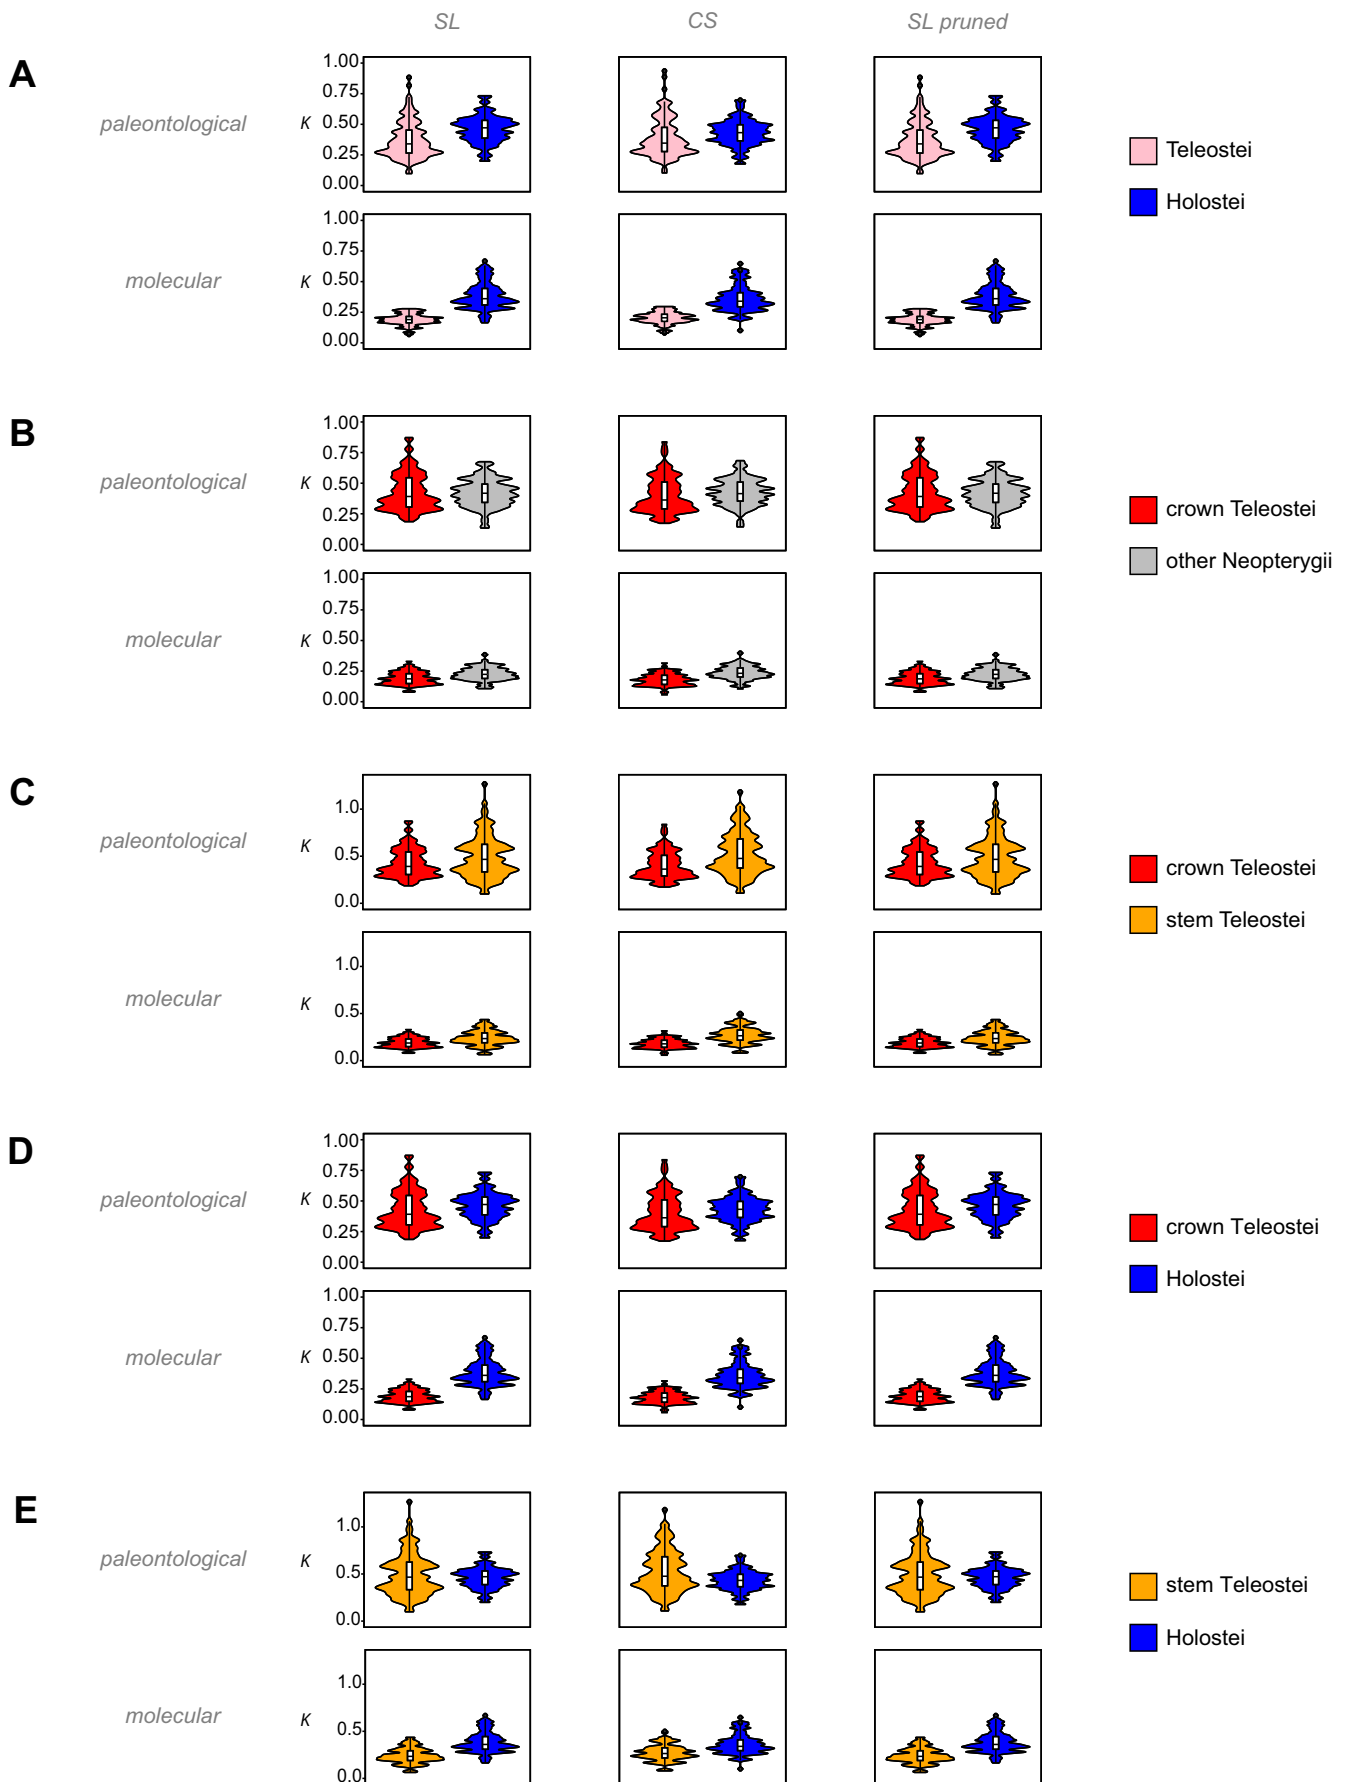 SL CS SL pruned
A
1.00
0.75
paleontological K 0.50
0.25
0.00
Teleostei
Holostei
1.00
0.75
molecular K 0.50
0.25
0.00
B
1.00
0.75
paleontological K 0.50
0.25
0.00
crown Teleostei
other Neopterygii
1.00
0.75
molecular K 0.50
0.25
0.00
C
1.0
paleontological K 0.5
0.0
crown Teleostei
stem Teleostei
1.0
molecular K 0.5
0.0
D
1.00
0.75
paleontological K 0.50
0.25
0.00
crown Teleostei
Holostei
1.00
0.75
molecular K 0.50
0.25
0.00
E
1.0
paleontological K 0.5
0.0
stem Teleostei
Holostei
1.0
molecular K 0.5
0.0